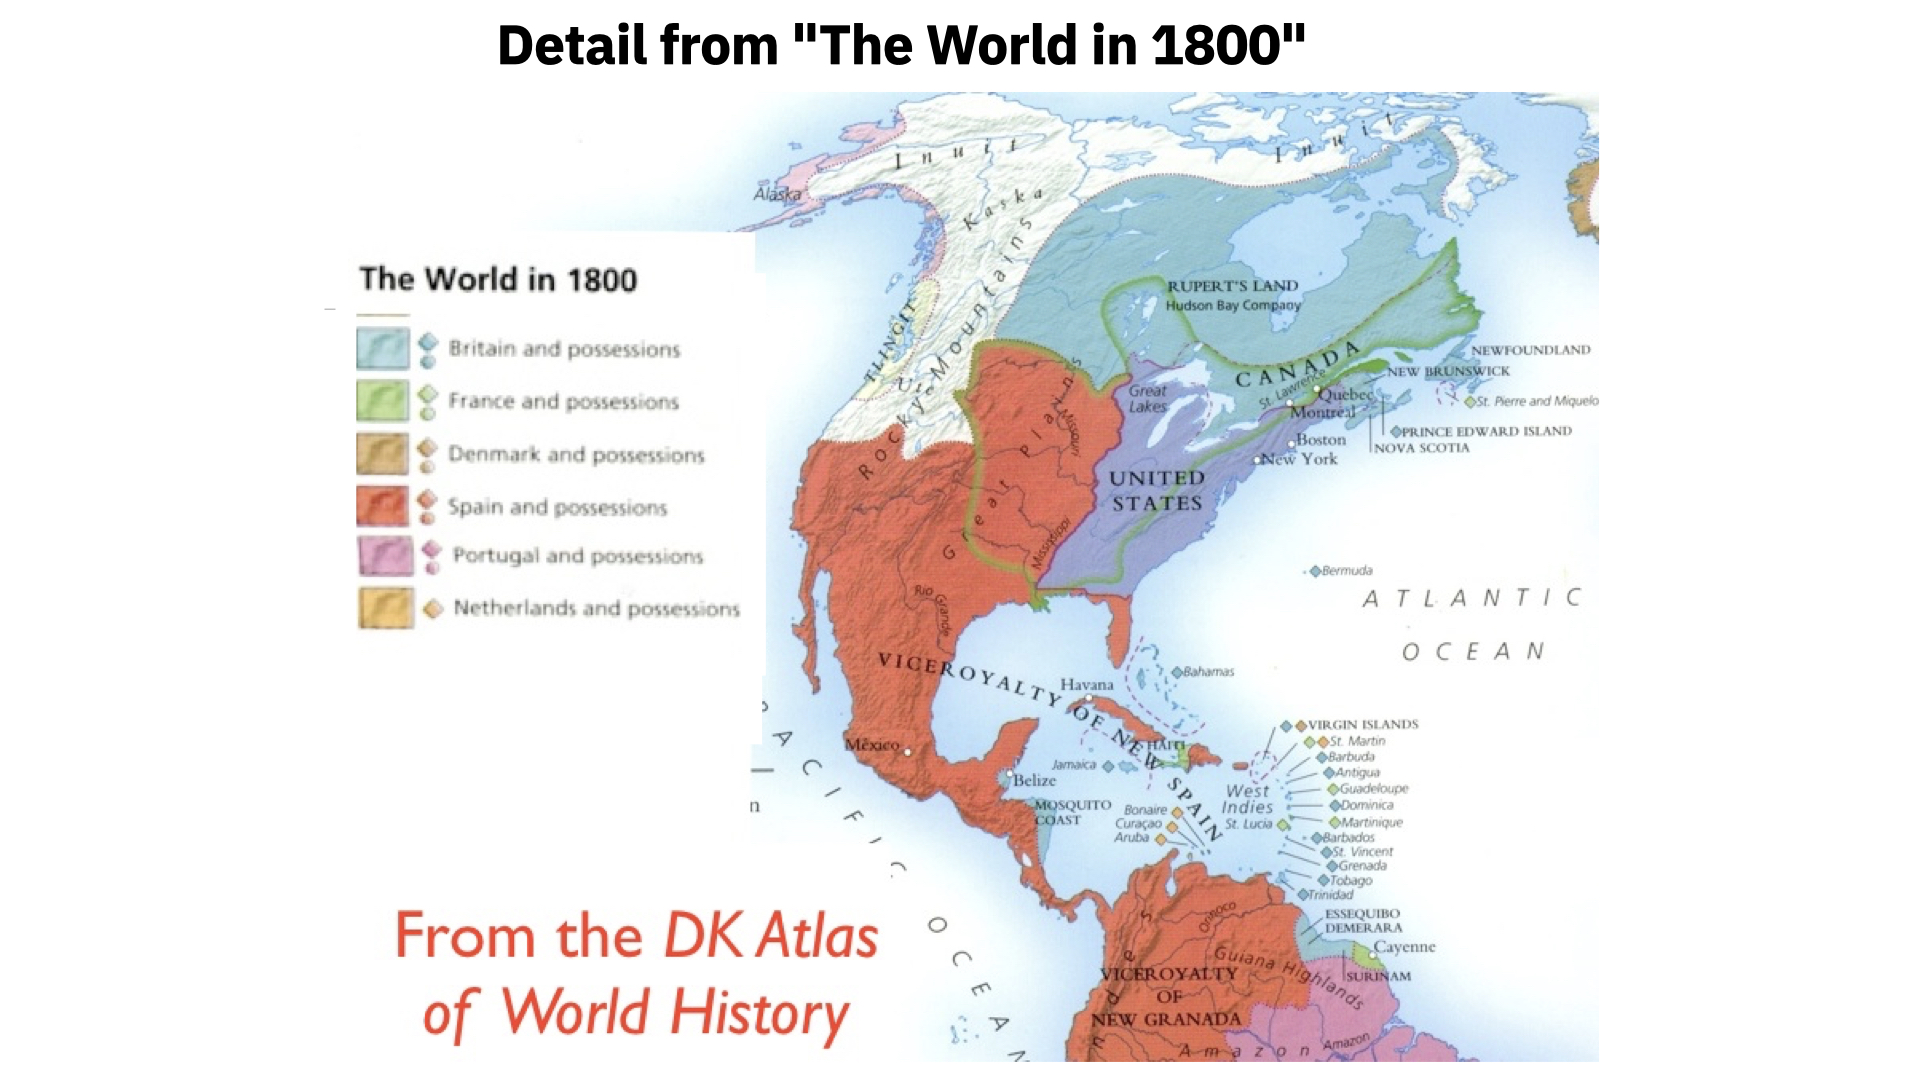 Detail from "The World in 1800"
The World in 1800
Britain and possessions
France and possessions
Denmark and possessions
Spain and possessions
Portugal and possessions
Netherlands and possessions
From the DK Atlas
of World History
Inuit
Inuit
Alaska
Kaska
Rocky Mountains
TLINGIT
Ute
RUPERT'S LAND
Hudson Bay Company
CANADA
St. Lawrence
NEWFOUNDLAND
NEW BRUNSWICK
Québec
St. Pierre and Miquelo
Montréal
PRINCE EDWARD ISLAND
NOVA SCOTIA
Great
Lakes
Boston
New York
Great Plains
Missouri
UNITED
STATES
Mississippi
Rio
Grande
Bermuda
ATLANTIC
OCEAN
VICEROYALTY OF NEW SPAIN
Havana
Bahamas
México
HAITI
Jamaica
Belize
MOSQUITO
COAST
Bonaire
Curaçao
Aruba
West
Indies
St. Lucia
VIRGIN ISLANDS
St. Martin
Barbuda
Antigua
Guadeloupe
Dominica
Martinique
Barbados
St. Vincent
Grenada
Tobago
Trinidad
PACIFIC
OCEAN
n
ESSEQUIBO
DEMERARA
Cayenne
SURINAM
Orinoco
Guiana Highlands
Andes
VICEROYALTY
OF
NEW GRANADA
Amazon
Amazon